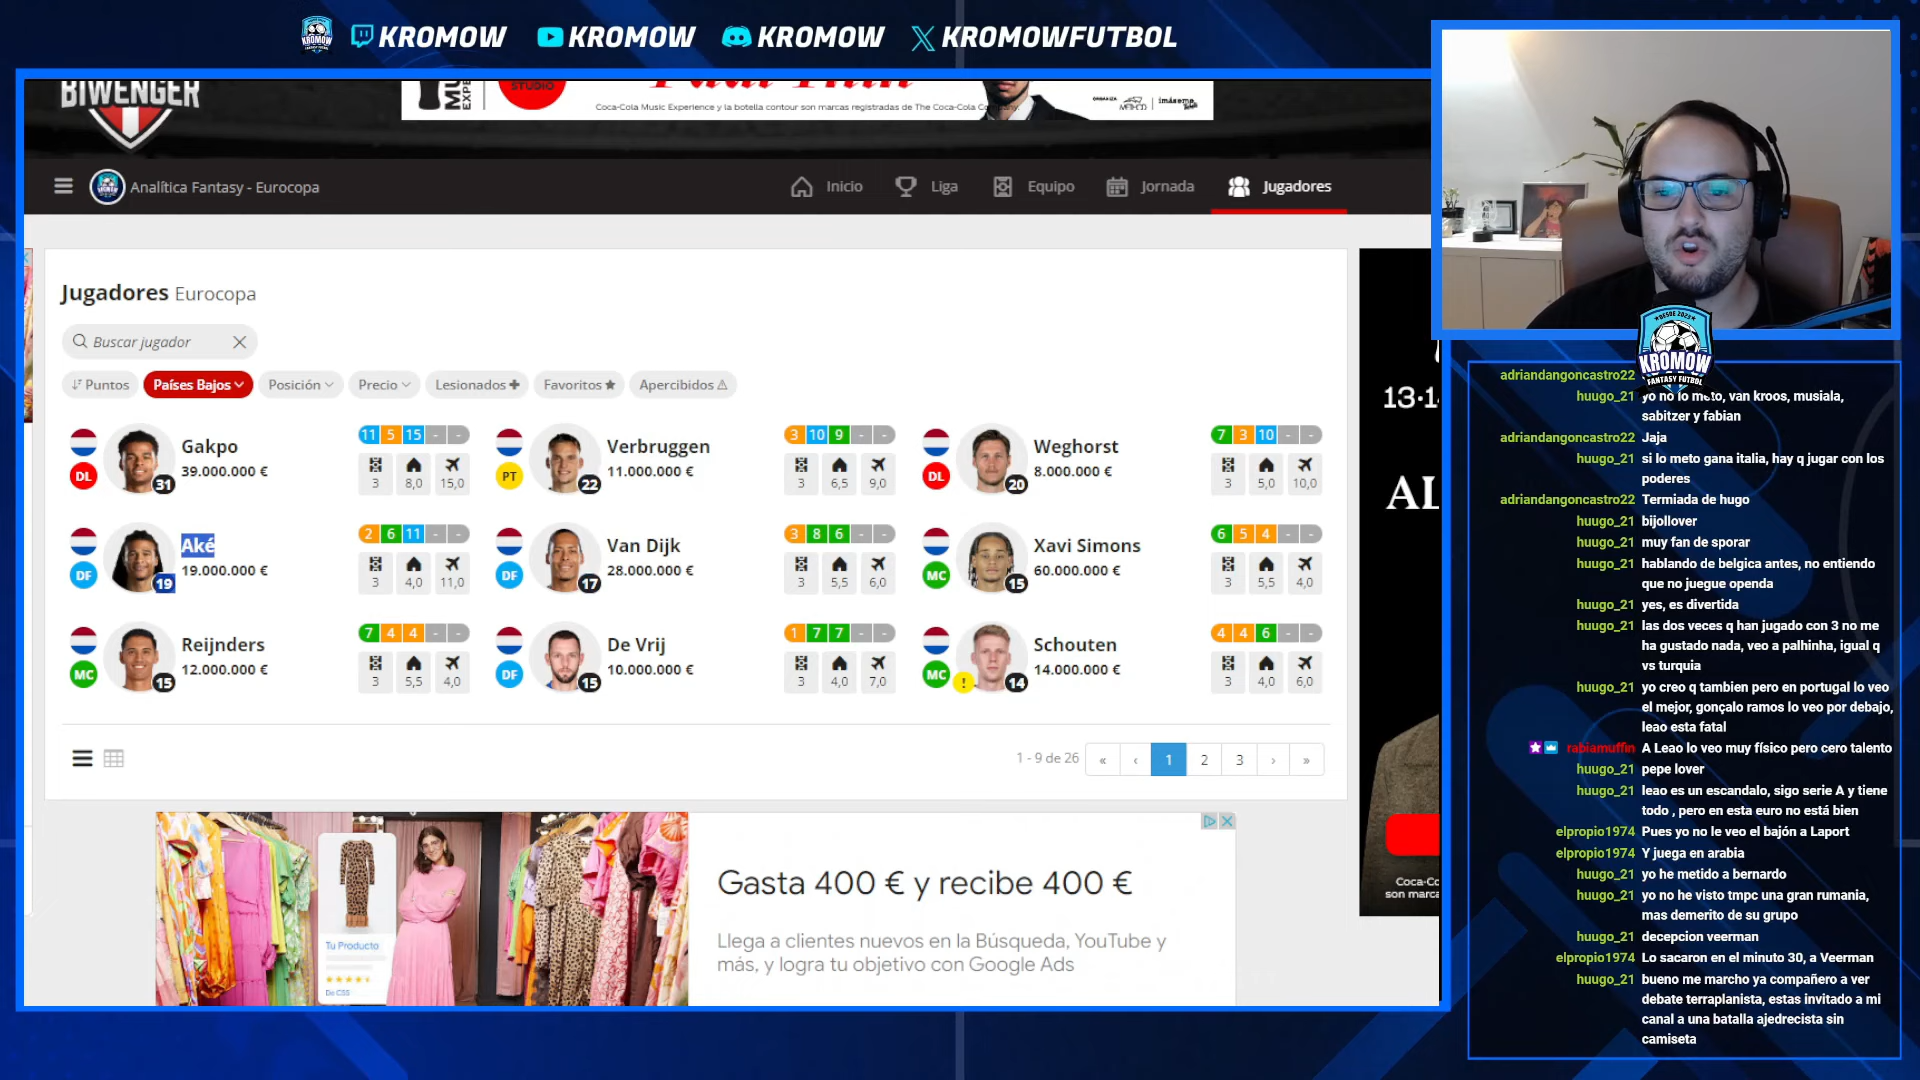 KROMOW KROMOW KROMOW KROMOWFUTBOL
BIWENGER
STUDIO
Coca-Cola Music Experience y la botella contour son marcas registradas de The Coca-Cola
Analítica Fantasy - Eurocopa
Inicio Liga Equipo Jornada Jugadores
Jugadores Eurocopa
Buscar jugador
Puntos Países Bajos Posición Precio Lesionados Favoritos Apercibidos
Gakpo
39.000.000 €
DL 31
11 5 15 - -
3 8,0 15,0
Verbruggen
11.000.000 €
PT 22
3 10 9 - -
3 6,5 9,0
Weghorst
8.000.000 €
DL 20
7 3 10 - -
3 5,0 10,0
Aké
19.000.000 €
DF 19
2 6 11 - -
3 4,0 11,0
Van Dijk
28.000.000 €
DF 17
3 8 6 - -
3 5,5 6,0
Xavi Simons
60.000.000 €
MC 15
6 5 4 - -
3 5,5 4,0
Reijnders
12.000.000 €
MC 15
7 4 4 - -
3 5,5 4,0
De Vrij
10.000.000 €
DF 15
1 7 7 - -
3 4,0 7,0
Schouten
14.000.000 €
MC ! 14
4 4 6 - -
3 4,0 6,0
1 - 9 de 26 « ‹ 1 2 3 › »
Tu Producto
De CSS
Gasta 400 € y recibe 400 €
Llega a clientes nuevos en la Búsqueda, YouTube y
más, y logra tu objetivo con Google Ads
DESDE 2023
KROMOW
FANTASY FUTBOL
adriandangoncastro22
huugo_21 yo no lo meto, van kroos, musiala,
sabitzer y fabian
adriandangoncastro22 Jaja
huugo_21 si lo meto gana italia, hay q jugar con los
poderes
adriandangoncastro22 Termiada de hugo
huugo_21 bijollover
huugo_21 muy fan de sporar
huugo_21 hablando de belgica antes, no entiendo
que no juegue openda
huugo_21 yes, es divertida
huugo_21 las dos veces q han jugado con 3 no me
ha gustado nada, veo a palhinha, igual q
vs turquia
huugo_21 yo creo q tambien pero en portugal lo veo
el mejor, gonçalo ramos lo veo por debajo,
leao esta fatal
rabiamuffin A Leao lo veo muy físico pero cero talento
huugo_21 pepe lover
huugo_21 leao es un escandalo, sigo serie A y tiene
todo , pero en esta euro no está bien
elpropio1974 Pues yo no le veo el bajón a Laport
elpropio1974 Y juega en arabia
huugo_21 yo he metido a bernardo
huugo_21 yo no he visto tmpc una gran rumania,
mas demerito de su grupo
huugo_21 decepcion veerman
elpropio1974 Lo sacaron en el minuto 30, a Veerman
huugo_21 bueno me marcho ya compañero a ver
debate terraplanista, estas invitado a mi
canal a una batalla ajedrecista sin
camiseta